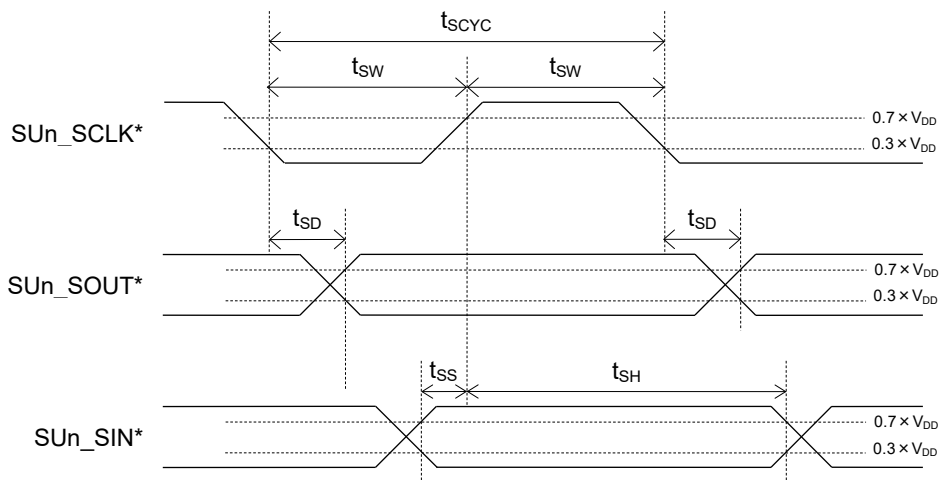 tSCYC
tSW tSW
SUn_SCLK*
0.7 × VDD
0.3 × VDD
tSD tSD
SUn_SOUT*
0.7 × VDD
0.3 × VDD
tSS tSH
SUn_SIN*
0.7 × VDD
0.3 × VDD